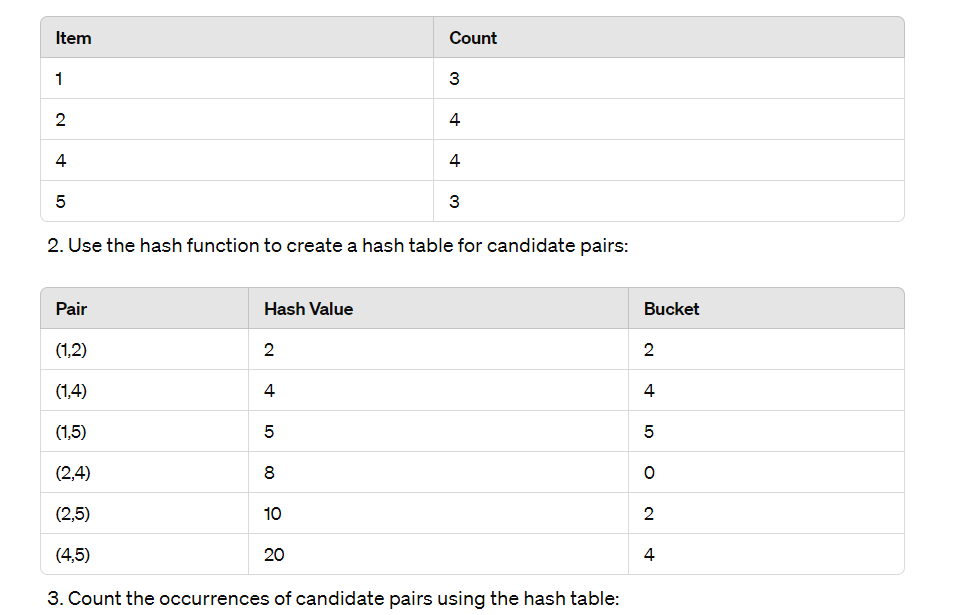 Item Count
1 3
2 4
4 4
5 3
2. Use the hash function to create a hash table for candidate pairs:
Pair Hash Value Bucket
(1,2) 2 2
(1,4) 4 4
(1,5) 5 5
(2,4) 8 0
(2,5) 10 2
(4,5) 20 4
3. Count the occurrences of candidate pairs using the hash table: